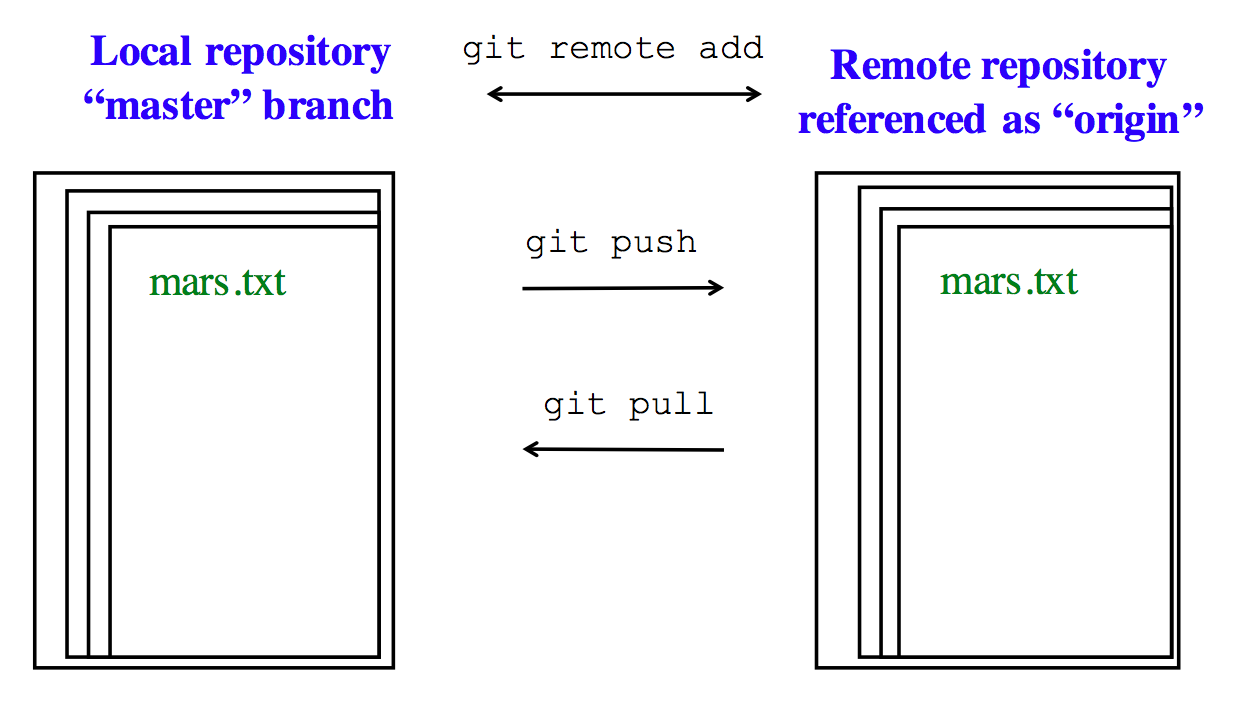 Local repository
“master” branch
git remote add
Remote repository
referenced as “origin”
mars.txt
git push
git pull
mars.txt